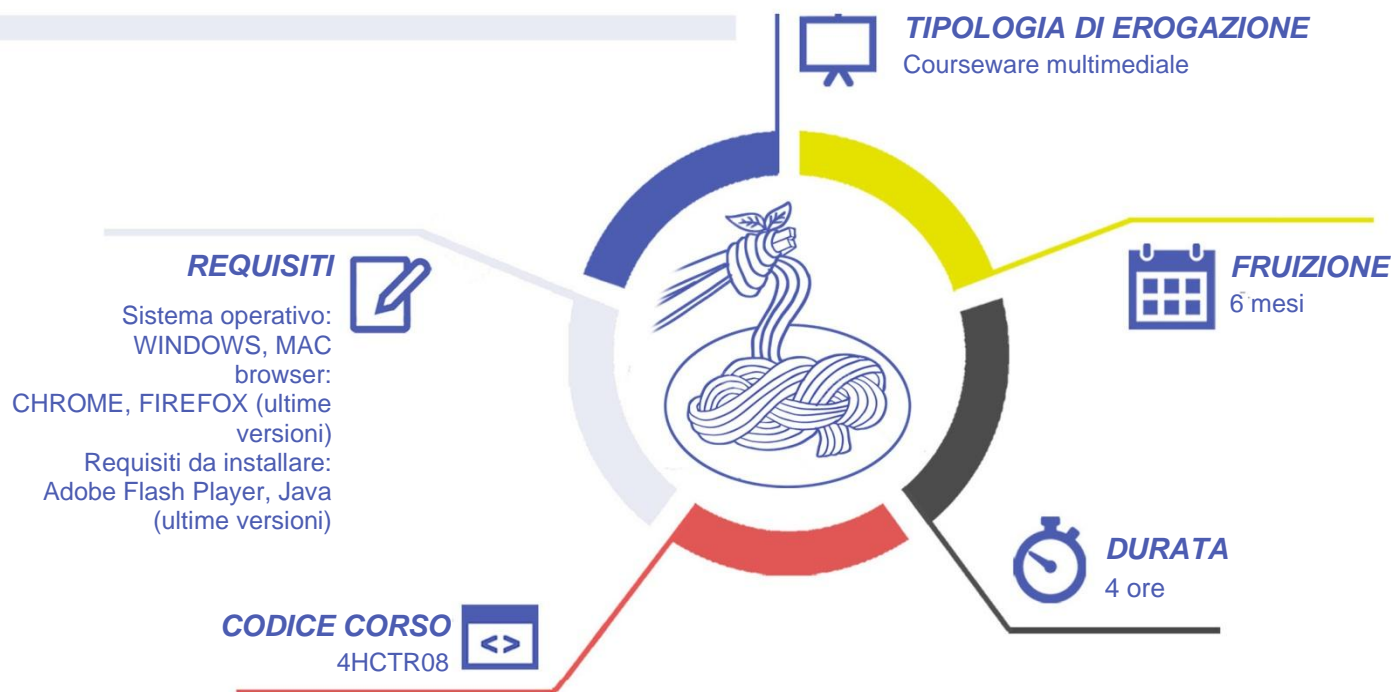 TIPOLOGIA DI EROGAZIONE
Courseware multimediale
REQUISITI
Sistema operativo:
WINDOWS, MAC
browser:
CHROME, FIREFOX (ultime
versioni)
Requisiti da installare:
Adobe Flash Player, Java
(ultime versioni)
FRUIZIONE
6 mesi
DURATA
4 ore
CODICE CORSO
4HCTR08